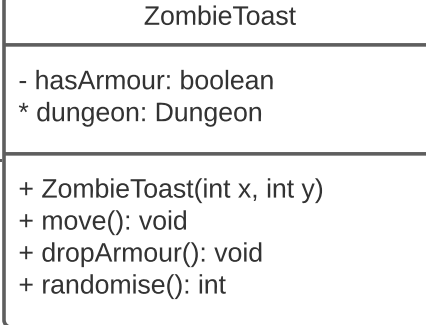 ZombieToast
- hasArmour: boolean
* dungeon: Dungeon
+ ZombieToast(int x, int y)
+ move(): void
+ dropArmour(): void
+ randomise(): int